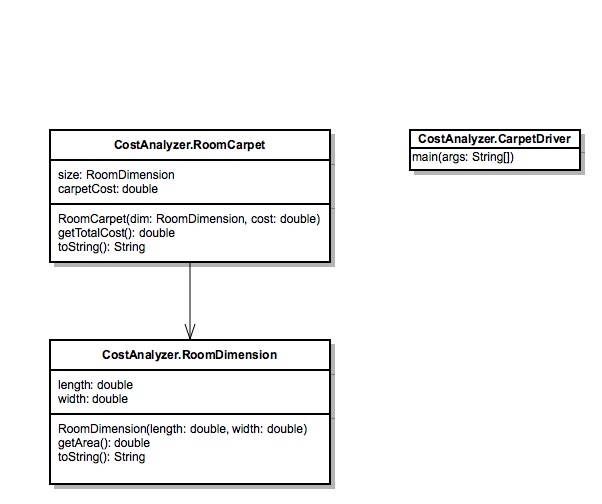 CostAnalyzer.RoomCarpet
size: RoomDimension
carpetCost: double
RoomCarpet(dim: RoomDimension, cost: double)
getTotalCost(): double
toString(): String
CostAnalyzer.CarpetDriver
main(args: String[])
CostAnalyzer.RoomDimension
length: double
width: double
RoomDimension(length: double, width: double)
getArea(): double
toString(): String